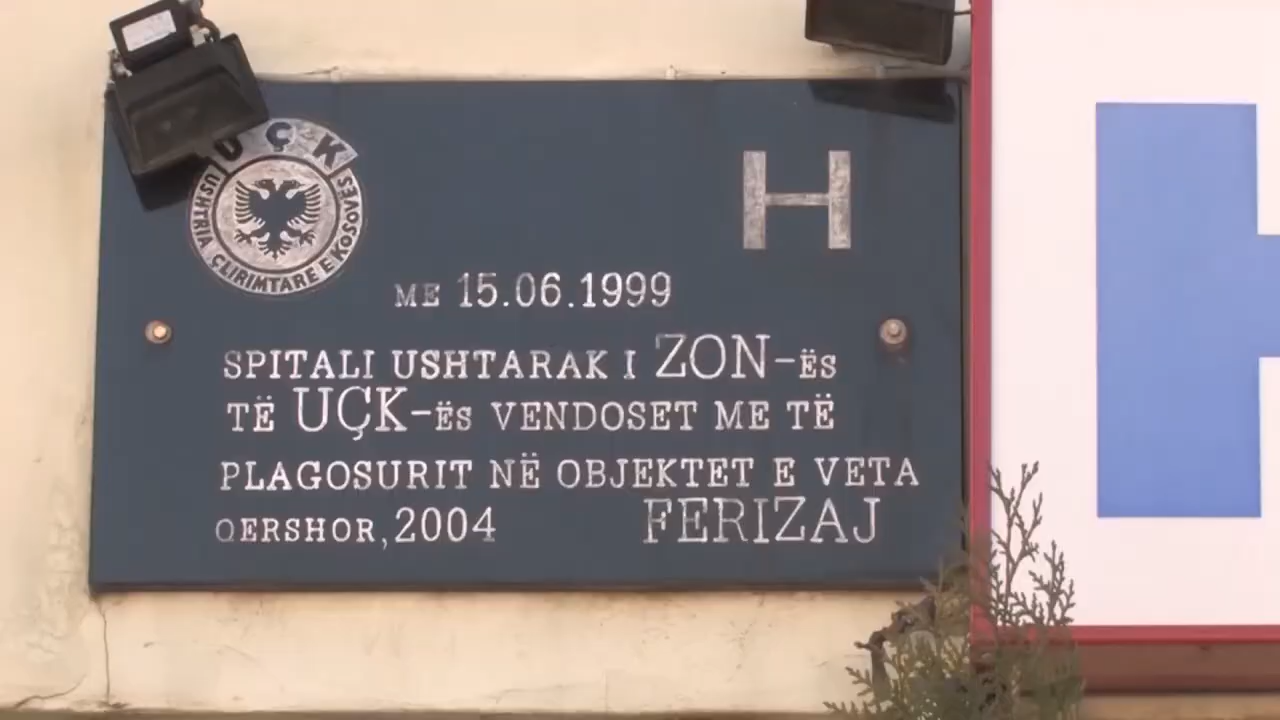 UÇK
USHTRIA ÇLIRIMTARE E KOSOVËS
H
ME 15.06.1999
SPITALI USHTARAK I ZON-ËS
TË UÇK-ËS VENDOSET ME TË
PLAGOSURIT NË OBJEKTET E VETA
QERSHOR, 2004 FERIZAJ